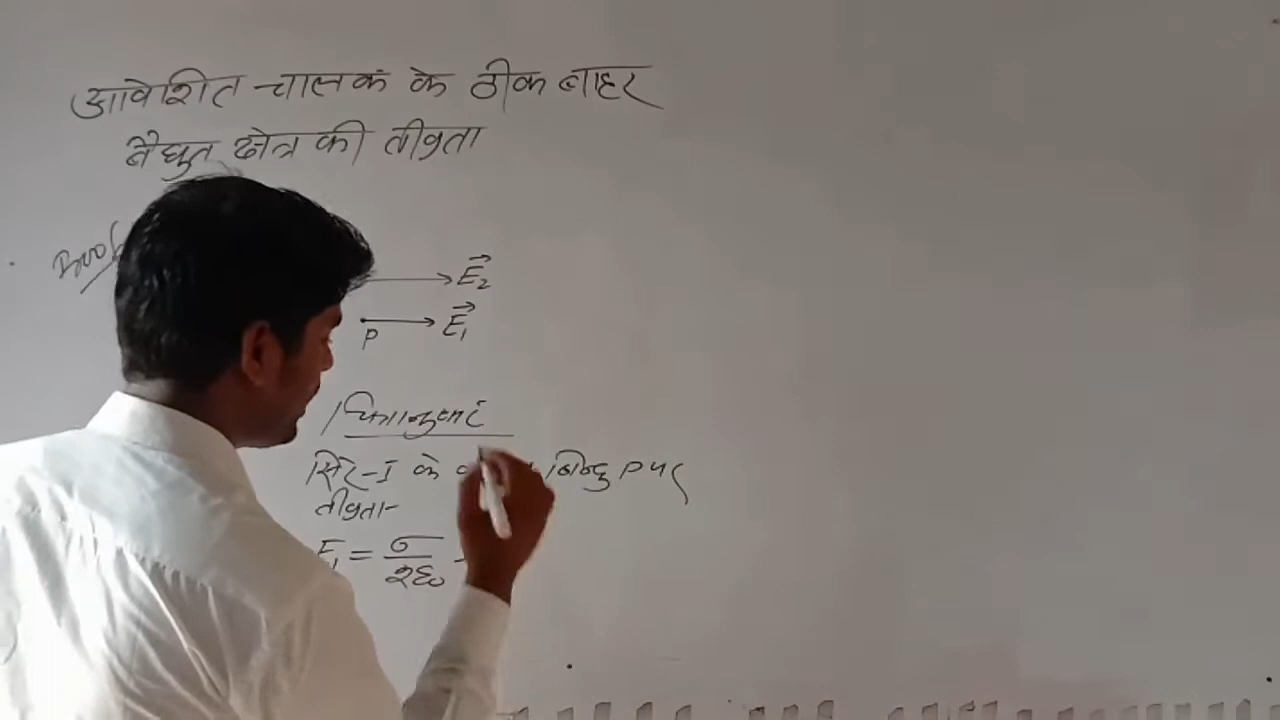 आवेशित चालक के ठीक बाहर
वैद्युत क्षेत्र की तीव्रता
E₂
P E₁
चित्रानुसार
सिरे-I के बिन्दु P पर
तीव्रता-
E₁ = σ/2ε₀